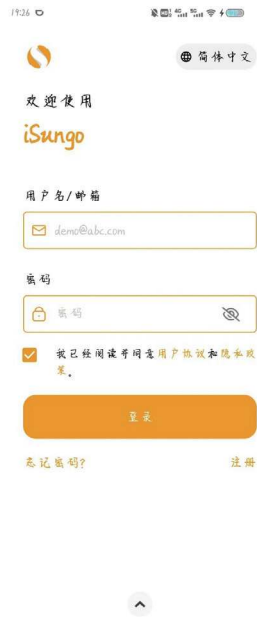 19:26
简体中文
欢迎使用
iSungo
用户名/邮箱
demo@abc.com
密码
密码
我已经阅读并同意用户协议和隐私政
策。
登录
忘记密码?
注册